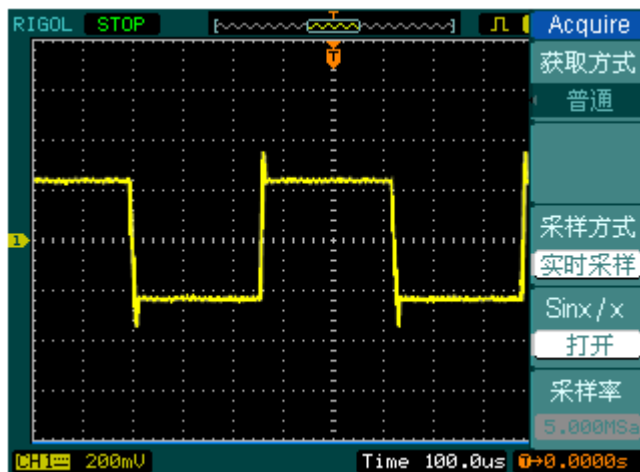 RIGOL STOP T Acquire
T
获取方式
普通
1
采样方式
实时采样
Sinx/x
打开
采样率
5.000MSa
CH1 200mV Time 100.0us T→0.0000s